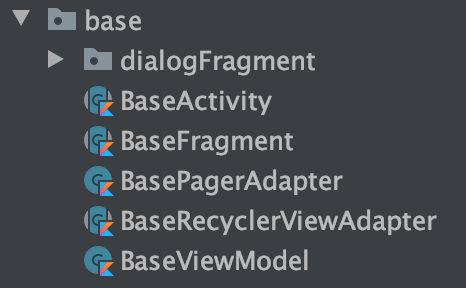 base
dialogFragment
BaseActivity
BaseFragment
BasePagerAdapter
BaseRecyclerViewAdapter
BaseViewModel